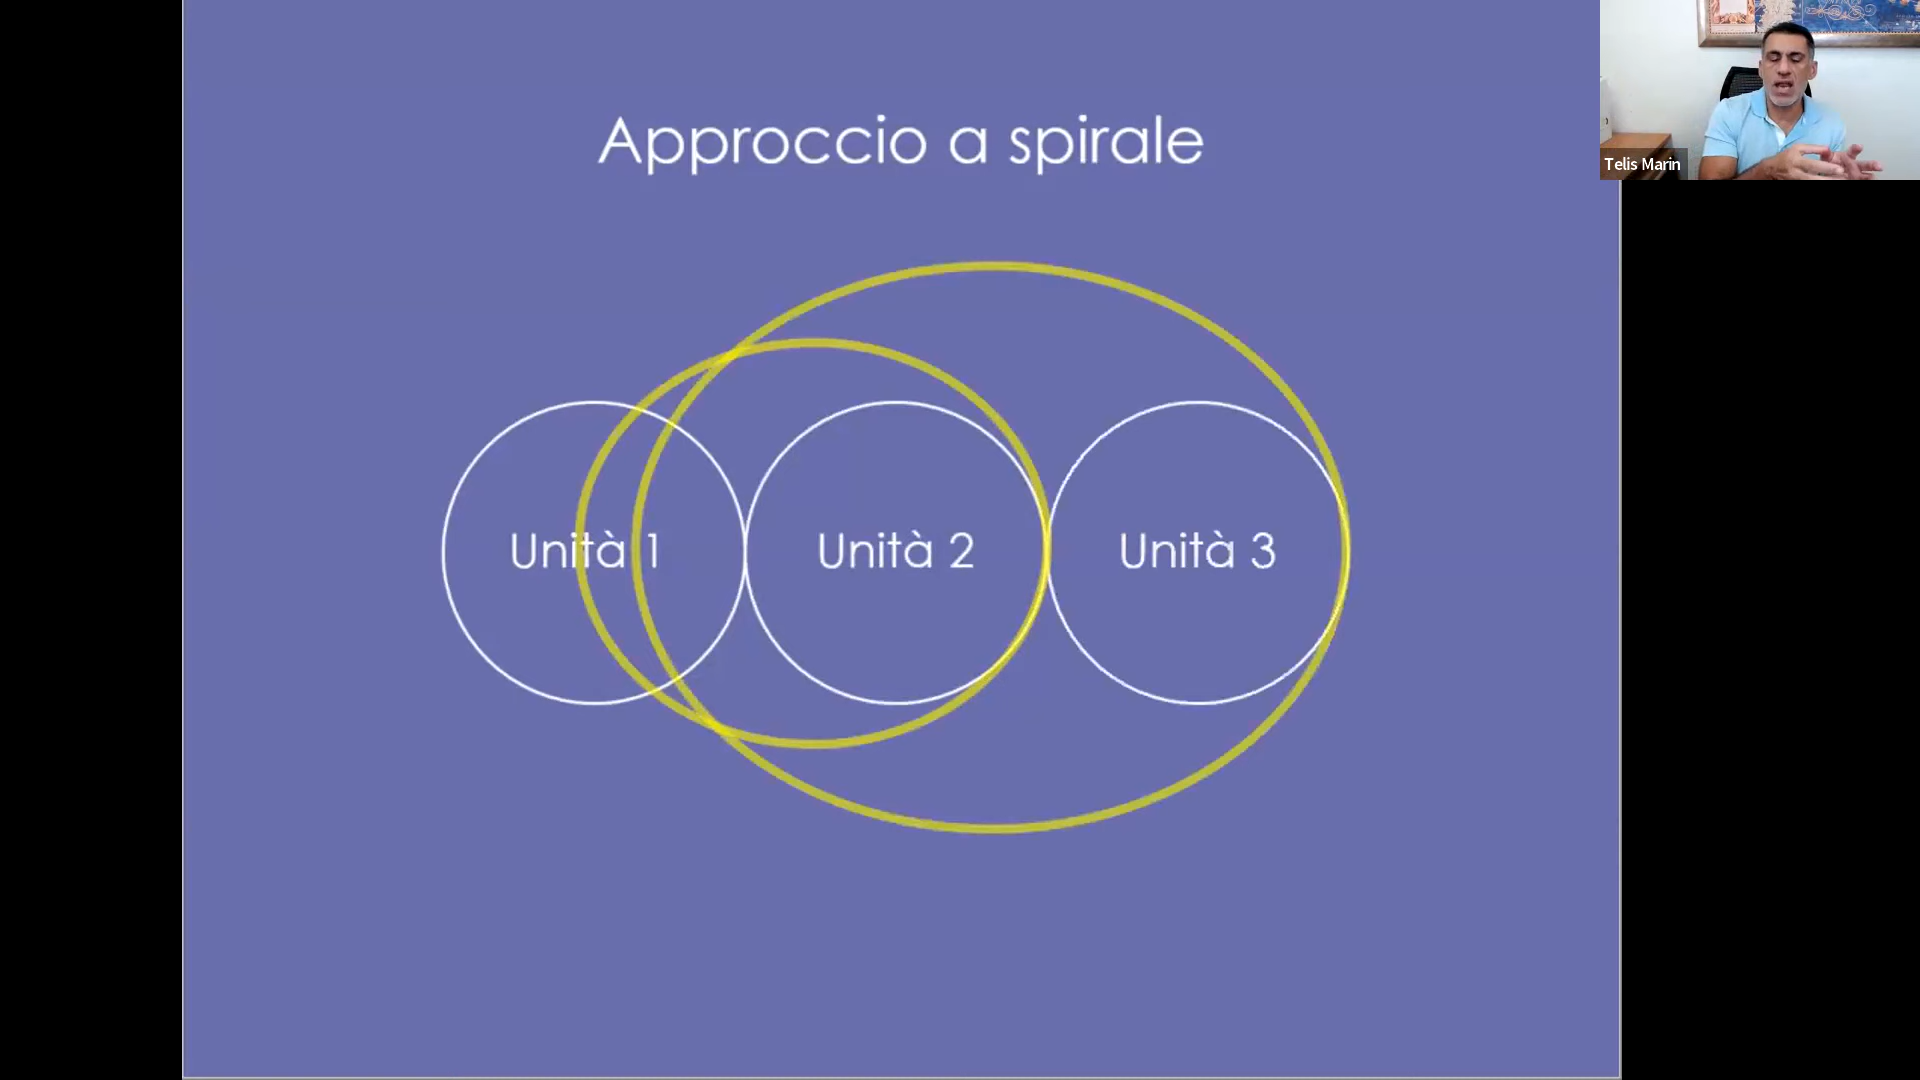 Approccio a spirale
Unità 1
Unità 2
Unità 3
Telis Marin